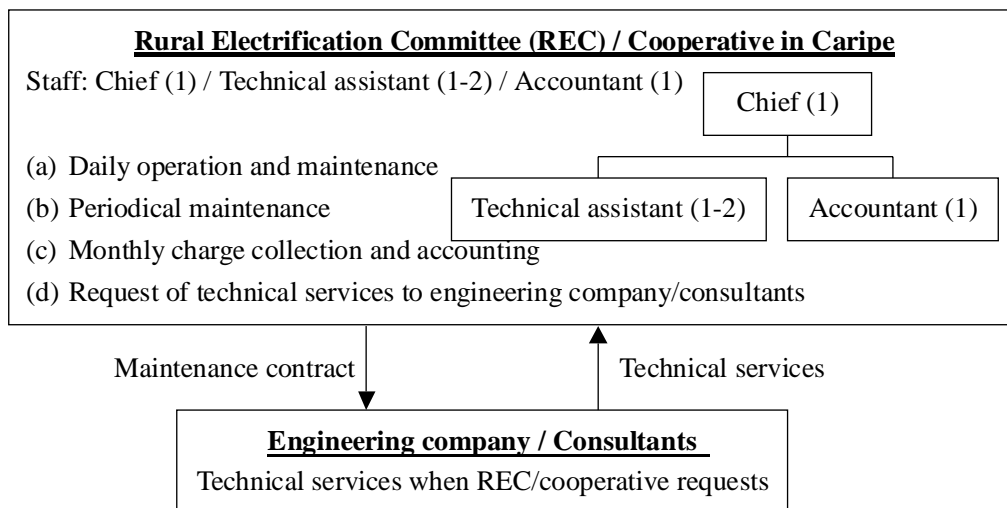 Rural Electrification Committee (REC) / Cooperative in Caripe
Staff: Chief (1) / Technical assistant (1-2) / Accountant (1)
Chief (1)
(a) Daily operation and maintenance
Technical assistant (1-2)
Accountant (1)
(b) Periodical maintenance
(c) Monthly charge collection and accounting
(d) Request of technical services to engineering company/consultants
Maintenance contract
Technical services
Engineering company / Consultants
Technical services when REC/cooperative requests